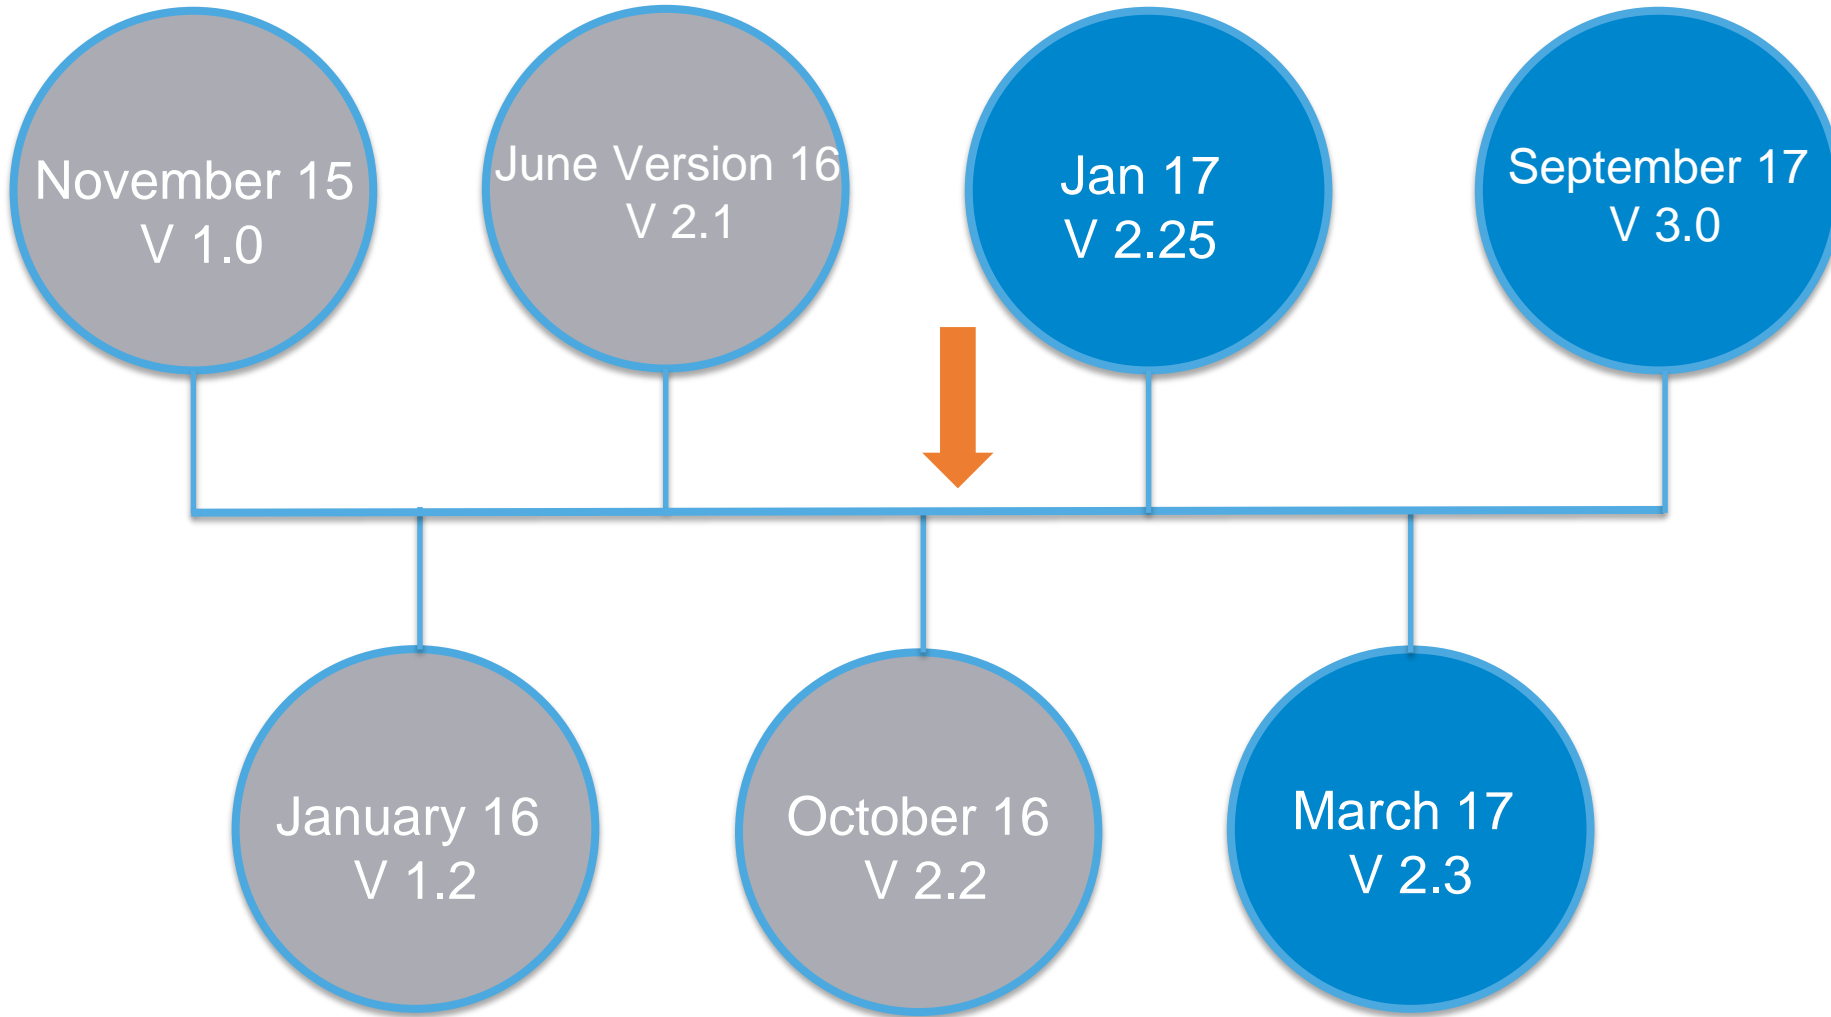 November 15
V 1.0
June Version 16
V 2.1
Jan 17
V 2.25
September 17
V 3.0
January 16
V 1.2
October 16
V 2.2
March 17
V 2.3